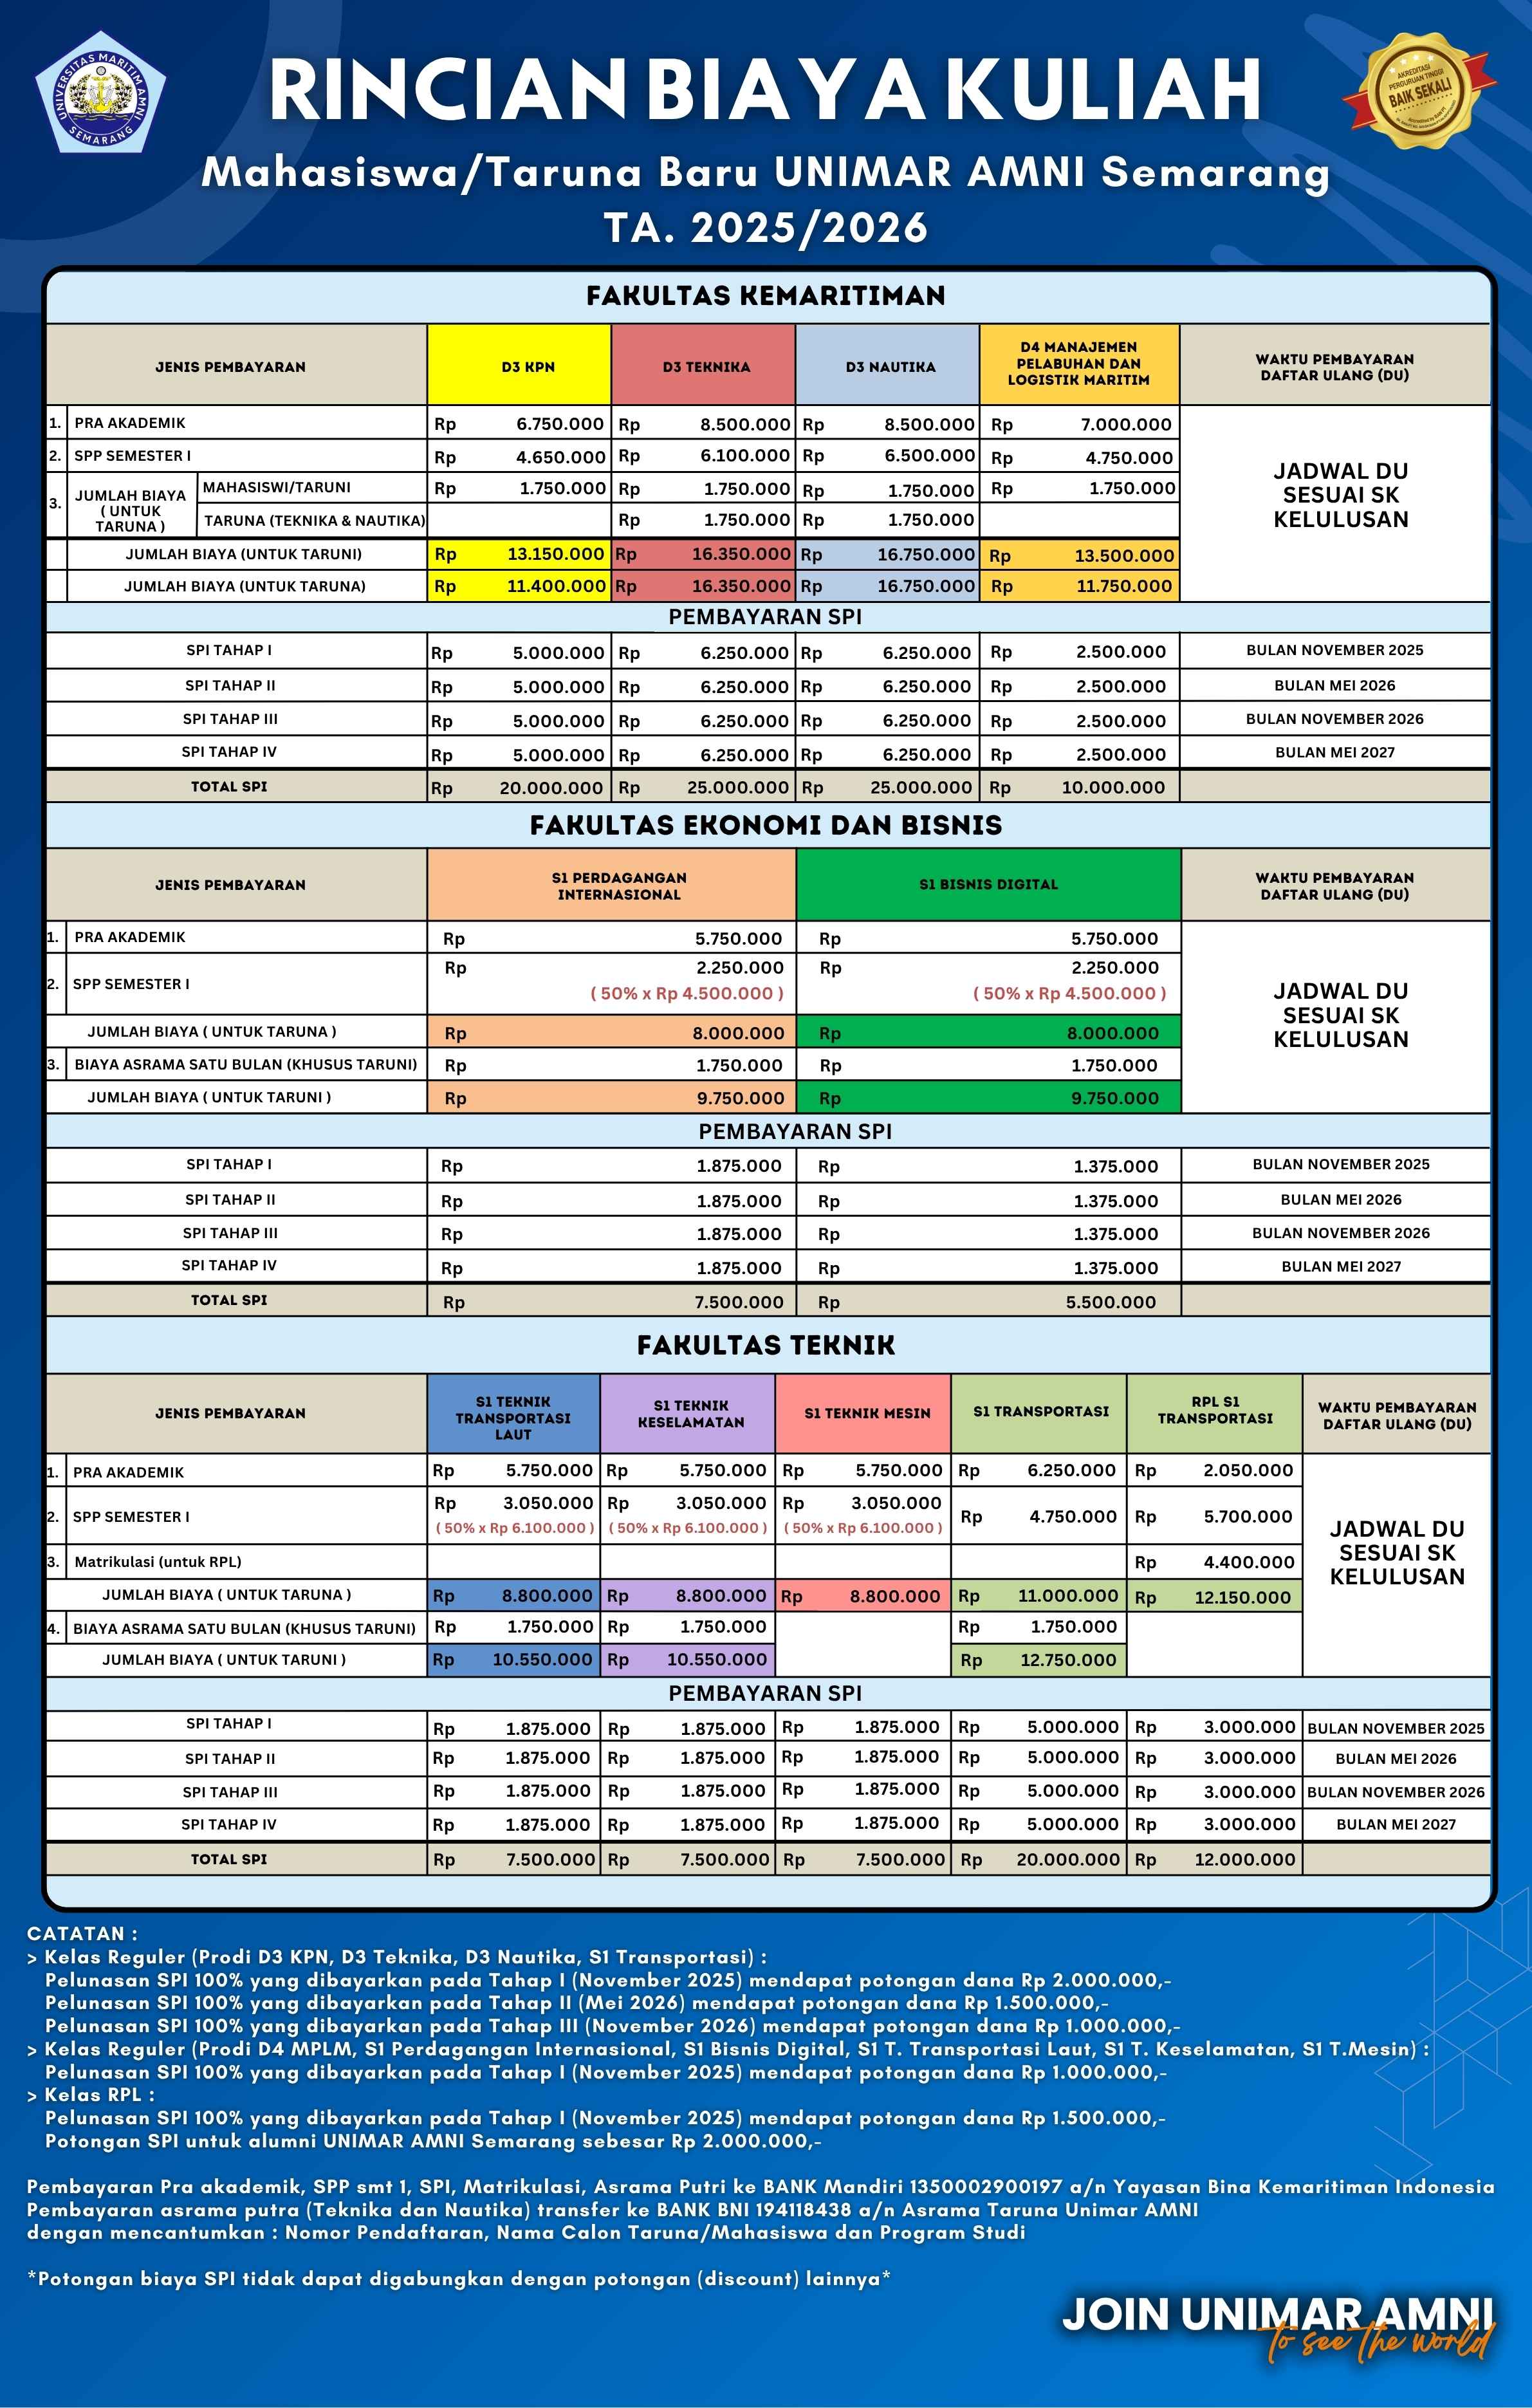 UNIVERSITAS MARITIM AMNI
SEMARANG
AKREDITASI
PERGURUAN TINGGI
BAIK SEKALI
RINCIAN BIAYA KULIAH
Mahasiswa/Taruna Baru UNIMAR AMNI Semarang
TA. 2025/2026
FAKULTAS KEMARITIMAN
JENIS PEMBAYARAN D3 KPN D3 TEKNIKA D3 NAUTIKA D4 MANAJEMEN PELABUHAN DAN LOGISTIK MARITIM WAKTU PEMBAYARAN DAFTAR ULANG (DU)
1. PRA AKADEMIK Rp 6.750.000 Rp 8.500.000 Rp 8.500.000 Rp 7.000.000
2. SPP SEMESTER I Rp 4.650.000 Rp 6.100.000 Rp 6.500.000 Rp 4.750.000
3. JUMLAH BIAYA ( UNTUK TARUNA ) MAHASISWI/TARUNI Rp 1.750.000 Rp 1.750.000 Rp 1.750.000 Rp 1.750.000
TARUNA (TEKNIKA & NAUTIKA) Rp 1.750.000 Rp 1.750.000
JADWAL DU
SESUAI SK
KELULUSAN
JUMLAH BIAYA (UNTUK TARUNI) Rp 13.150.000 Rp 16.350.000 Rp 16.750.000 Rp 13.500.000
JUMLAH BIAYA (UNTUK TARUNA) Rp 11.400.000 Rp 16.350.000 Rp 16.750.000 Rp 11.750.000
PEMBAYARAN SPI
SPI TAHAP I Rp 5.000.000 Rp 6.250.000 Rp 6.250.000 Rp 2.500.000 BULAN NOVEMBER 2025
SPI TAHAP II Rp 5.000.000 Rp 6.250.000 Rp 6.250.000 Rp 2.500.000 BULAN MEI 2026
SPI TAHAP III Rp 5.000.000 Rp 6.250.000 Rp 6.250.000 Rp 2.500.000 BULAN NOVEMBER 2026
SPI TAHAP IV Rp 5.000.000 Rp 6.250.000 Rp 6.250.000 Rp 2.500.000 BULAN MEI 2027
TOTAL SPI Rp 20.000.000 Rp 25.000.000 Rp 25.000.000 Rp 10.000.000
FAKULTAS EKONOMI DAN BISNIS
JENIS PEMBAYARAN S1 PERDAGANGAN INTERNASIONAL S1 BISNIS DIGITAL WAKTU PEMBAYARAN DAFTAR ULANG (DU)
1. PRA AKADEMIK Rp 5.750.000 Rp 5.750.000
2. SPP SEMESTER I Rp 2.250.000 Rp 2.250.000
( 50% x Rp 4.500.000 ) ( 50% x Rp 4.500.000 )
JADWAL DU
SESUAI SK
KELULUSAN
JUMLAH BIAYA ( UNTUK TARUNA ) Rp 8.000.000 Rp 8.000.000
3. BIAYA ASRAMA SATU BULAN (KHUSUS TARUNI) Rp 1.750.000 Rp 1.750.000
JUMLAH BIAYA ( UNTUK TARUNI ) Rp 9.750.000 Rp 9.750.000
PEMBAYARAN SPI
SPI TAHAP I Rp 1.875.000 Rp 1.375.000 BULAN NOVEMBER 2025
SPI TAHAP II Rp 1.875.000 Rp 1.375.000 BULAN MEI 2026
SPI TAHAP III Rp 1.875.000 Rp 1.375.000 BULAN NOVEMBER 2026
SPI TAHAP IV Rp 1.875.000 Rp 1.375.000 BULAN MEI 2027
TOTAL SPI Rp 7.500.000 Rp 5.500.000
FAKULTAS TEKNIK
JENIS PEMBAYARAN S1 TEKNIK TRANSPORTASI LAUT S1 TEKNIK KESELAMATAN S1 TEKNIK MESIN S1 TRANSPORTASI RPL S1 TRANSPORTASI WAKTU PEMBAYARAN DAFTAR ULANG (DU)
1. PRA AKADEMIK Rp 5.750.000 Rp 5.750.000 Rp 5.750.000 Rp 6.250.000 Rp 2.050.000
2. SPP SEMESTER I Rp 3.050.000 Rp 3.050.000 Rp 3.050.000 Rp 4.750.000 Rp 5.700.000
( 50% x Rp 6.100.000 ) ( 50% x Rp 6.100.000 ) ( 50% x Rp 6.100.000 )
JADWAL DU
SESUAI SK
KELULUSAN
3. Matrikulasi (untuk RPL) Rp 4.400.000
JUMLAH BIAYA ( UNTUK TARUNA ) Rp 8.800.000 Rp 8.800.000 Rp 8.800.000 Rp 11.000.000 Rp 12.150.000
4. BIAYA ASRAMA SATU BULAN (KHUSUS TARUNI) Rp 1.750.000 Rp 1.750.000 Rp 1.750.000
JUMLAH BIAYA ( UNTUK TARUNI ) Rp 10.550.000 Rp 10.550.000 Rp 12.750.000
PEMBAYARAN SPI
SPI TAHAP I Rp 1.875.000 Rp 1.875.000 Rp 1.875.000 Rp 5.000.000 Rp 3.000.000 BULAN NOVEMBER 2025
SPI TAHAP II Rp 1.875.000 Rp 1.875.000 Rp 1.875.000 Rp 5.000.000 Rp 3.000.000 BULAN MEI 2026
SPI TAHAP III Rp 1.875.000 Rp 1.875.000 Rp 1.875.000 Rp 5.000.000 Rp 3.000.000 BULAN NOVEMBER 2026
SPI TAHAP IV Rp 1.875.000 Rp 1.875.000 Rp 1.875.000 Rp 5.000.000 Rp 3.000.000 BULAN MEI 2027
TOTAL SPI Rp 7.500.000 Rp 7.500.000 Rp 7.500.000 Rp 20.000.000 Rp 12.000.000
CATATAN :
> Kelas Reguler (Prodi D3 KPN, D3 Teknika, D3 Nautika, S1 Transportasi) :
Pelunasan SPI 100% yang dibayarkan pada Tahap I (November 2025) mendapat potongan dana Rp 2.000.000,-
Pelunasan SPI 100% yang dibayarkan pada Tahap II (Mei 2026) mendapat potongan dana Rp 1.500.000,-
Pelunasan SPI 100% yang dibayarkan pada Tahap III (November 2026) mendapat potongan dana Rp 1.000.000,-
> Kelas Reguler (Prodi D4 MPLM, S1 Perdagangan Internasional, S1 Bisnis Digital, S1 T. Transportasi Laut, S1 T. Keselamatan, S1 T.Mesin) :
Pelunasan SPI 100% yang dibayarkan pada Tahap I (November 2025) mendapat potongan dana Rp 1.000.000,-
> Kelas RPL :
Pelunasan SPI 100% yang dibayarkan pada Tahap I (November 2025) mendapat potongan dana Rp 1.500.000,-
Potongan SPI untuk alumni UNIMAR AMNI Semarang sebesar Rp 2.000.000,-
Pembayaran Pra akademik, SPP smt 1, SPI, Matrikulasi, Asrama Putri ke BANK Mandiri 1350002900197 a/n Yayasan Bina Kemaritiman Indonesia
Pembayaran asrama putra (Teknika dan Nautika) transfer ke BANK BNI 194118438 a/n Asrama Taruna Unimar AMNI
dengan mencantumkan : Nomor Pendaftaran, Nama Calon Taruna/Mahasiswa dan Program Studi
*Potongan biaya SPI tidak dapat digabungkan dengan potongan (discount) lainnya*
JOIN UNIMAR AMNI
to see the world